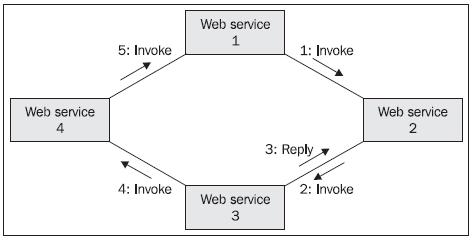 Web service
1
5: Invoke
1: Invoke
Web service
4
Web service
2
3: Reply
4: Invoke
2: Invoke
Web service
3